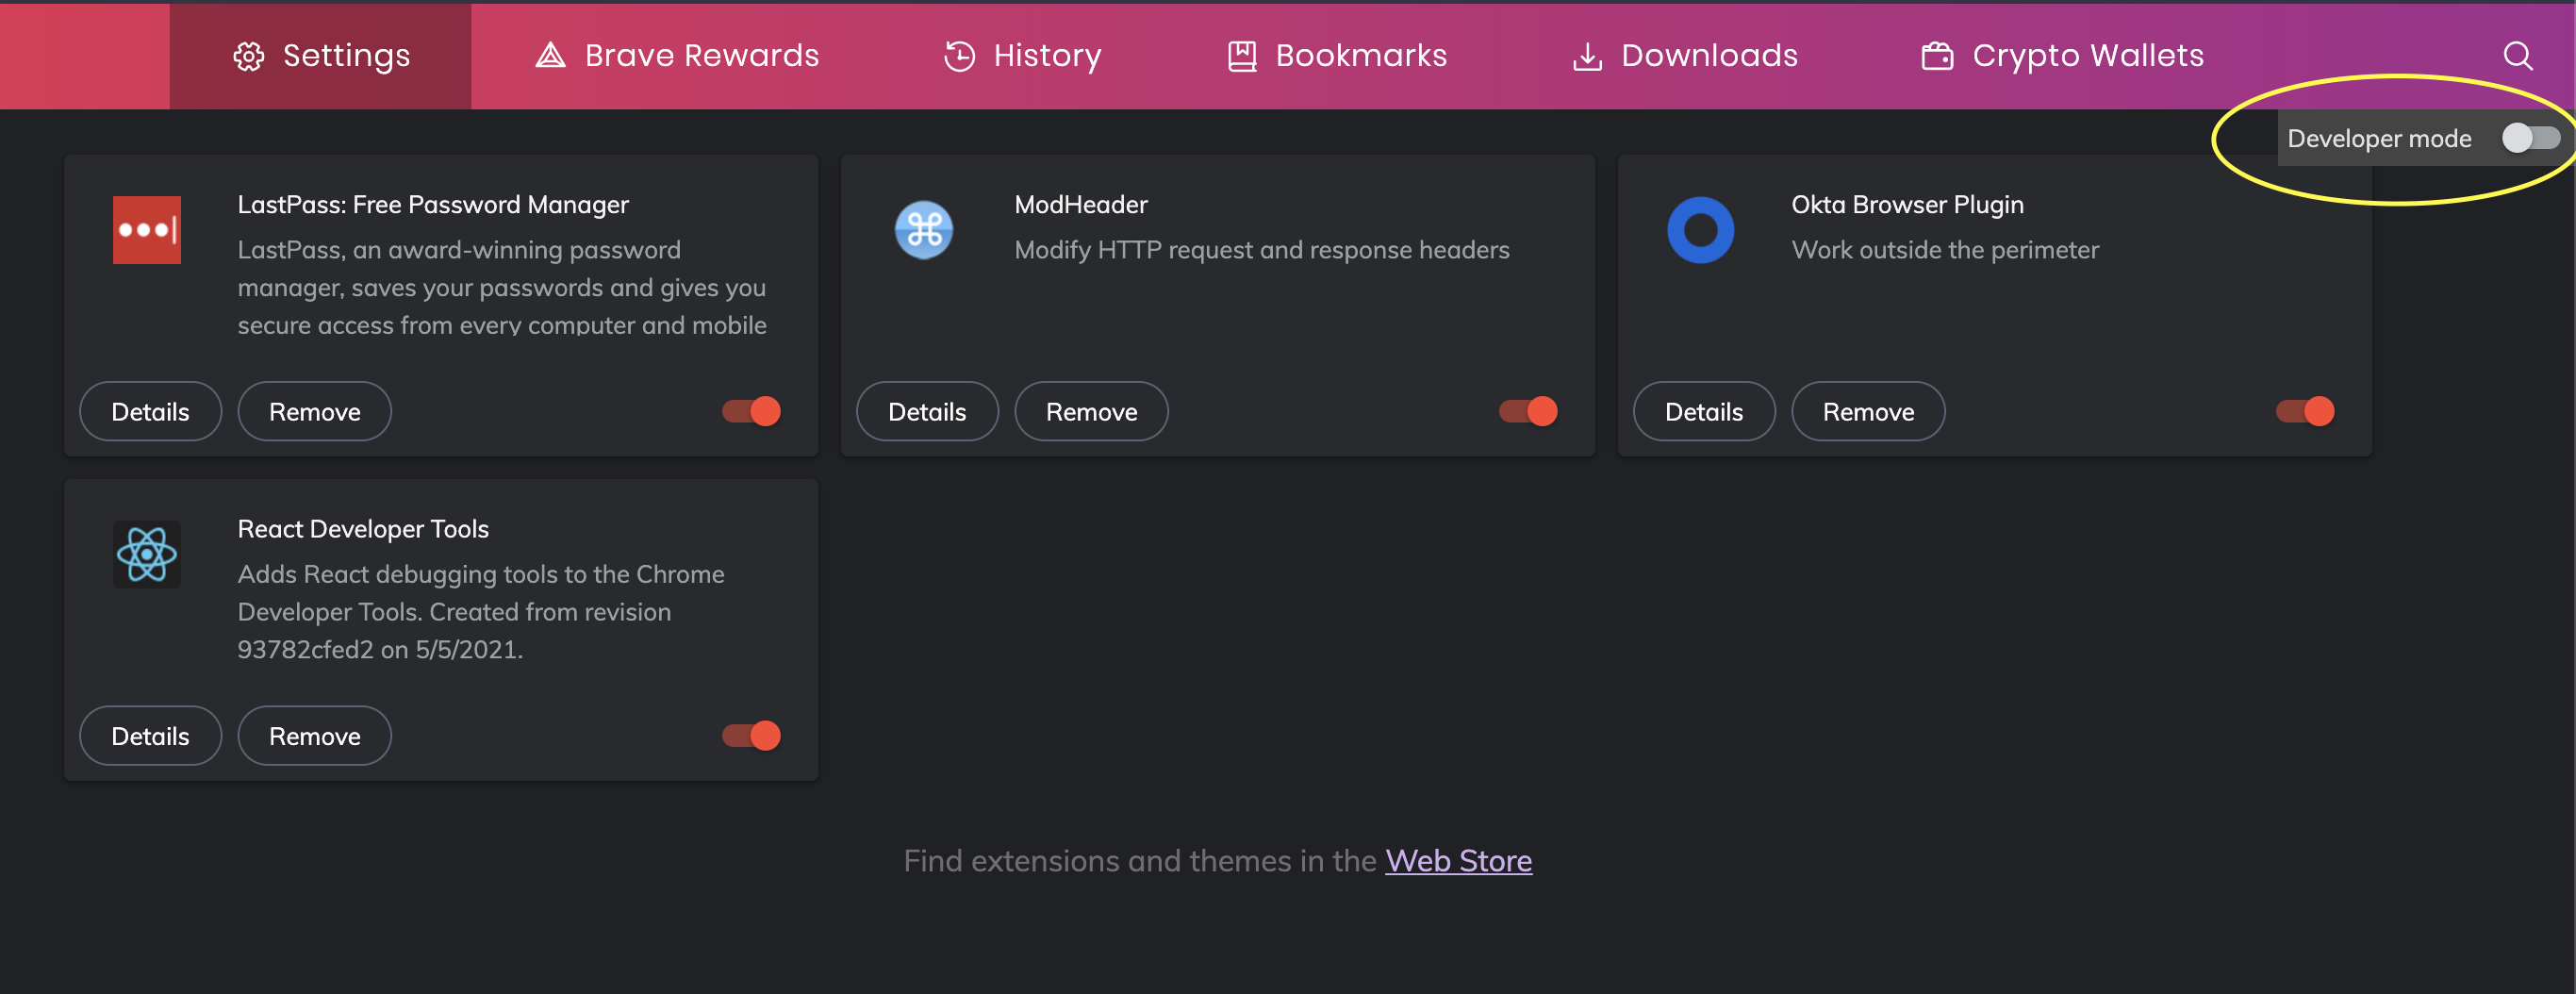 Settings
Brave Rewards
History
Bookmarks
Downloads
Crypto Wallets
Developer mode
LastPass: Free Password Manager
LastPass, an award-winning password
manager, saves your passwords and gives you
secure access from every computer and mobile
Details
Remove
ModHeader
Modify HTTP request and response headers
Details
Remove
Okta Browser Plugin
Work outside the perimeter
Details
Remove
React Developer Tools
Adds React debugging tools to the Chrome
Developer Tools. Created from revision
93782cfed2 on 5/5/2021.
Details
Remove
Find extensions and themes in the Web Store